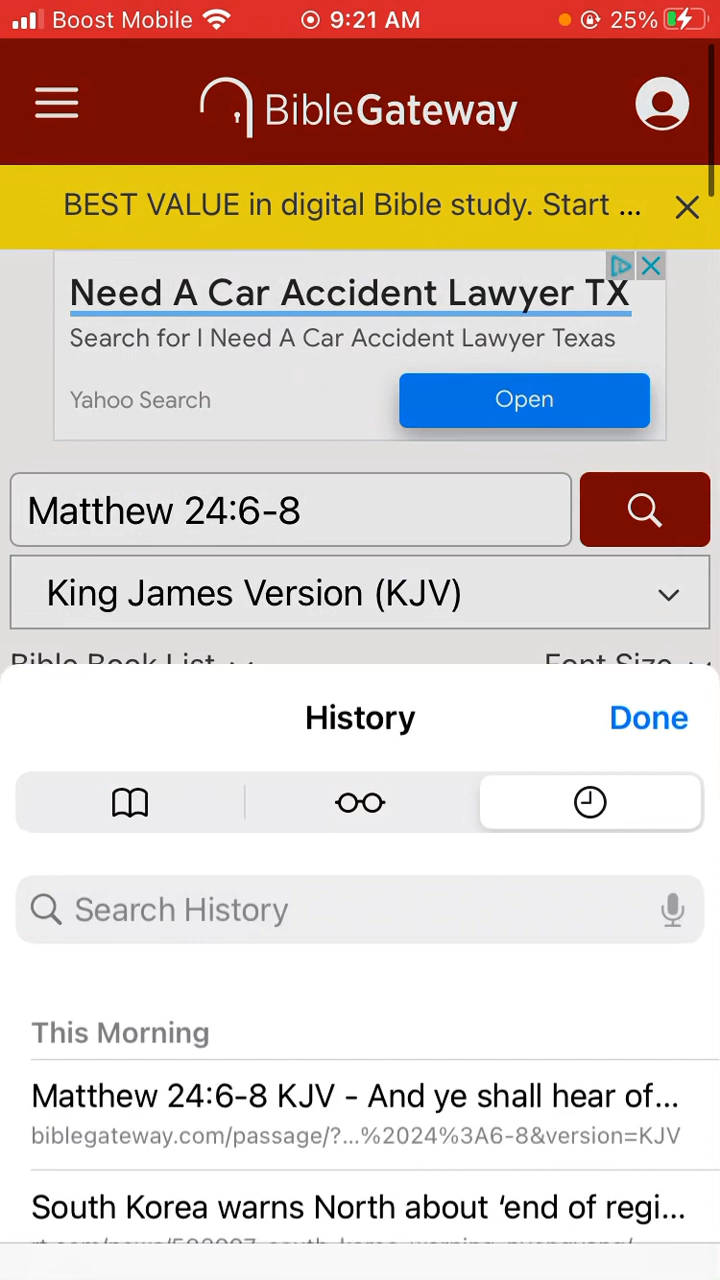 Boost Mobile 9:21 AM 25%
BibleGateway
BEST VALUE in digital Bible study. Start ...
Need A Car Accident Lawyer TX
Search for I Need A Car Accident Lawyer Texas
Yahoo Search Open
Matthew 24:6-8
King James Version (KJV)
Bible Book List Font Size
History Done
Search History
This Morning
Matthew 24:6-8 KJV - And ye shall hear of...
biblegateway.com/passage/?...%2024%3A6-8&version=KJV
South Korea warns North about ‘end of regi...